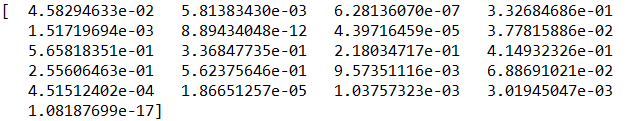 [  4.58294633e-02   5.81383430e-03   6.28136070e-07   3.32684686e-01
   1.51719694e-03   8.89434048e-12   4.39716459e-05   3.77815886e-02
   5.65818351e-01   3.36847735e-01   2.18034717e-01   4.14932326e-01
   2.55606463e-01   5.62375646e-01   9.57351116e-03   6.88691021e-02
   4.51512402e-04   1.86651257e-05   1.03757323e-03   3.01945047e-03
   1.08187699e-17]